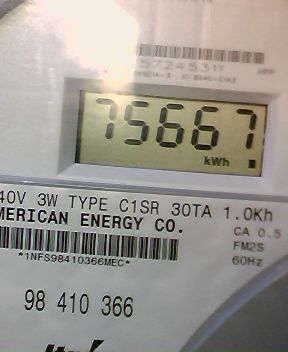 57245311
75667
kWh
40V 3W TYPE C1SR 30TA 1.0Kh
MERICAN ENERGY CO.
CA 0.5
*1NFS98410366MEC*
FM2S
60Hz
98 410 366